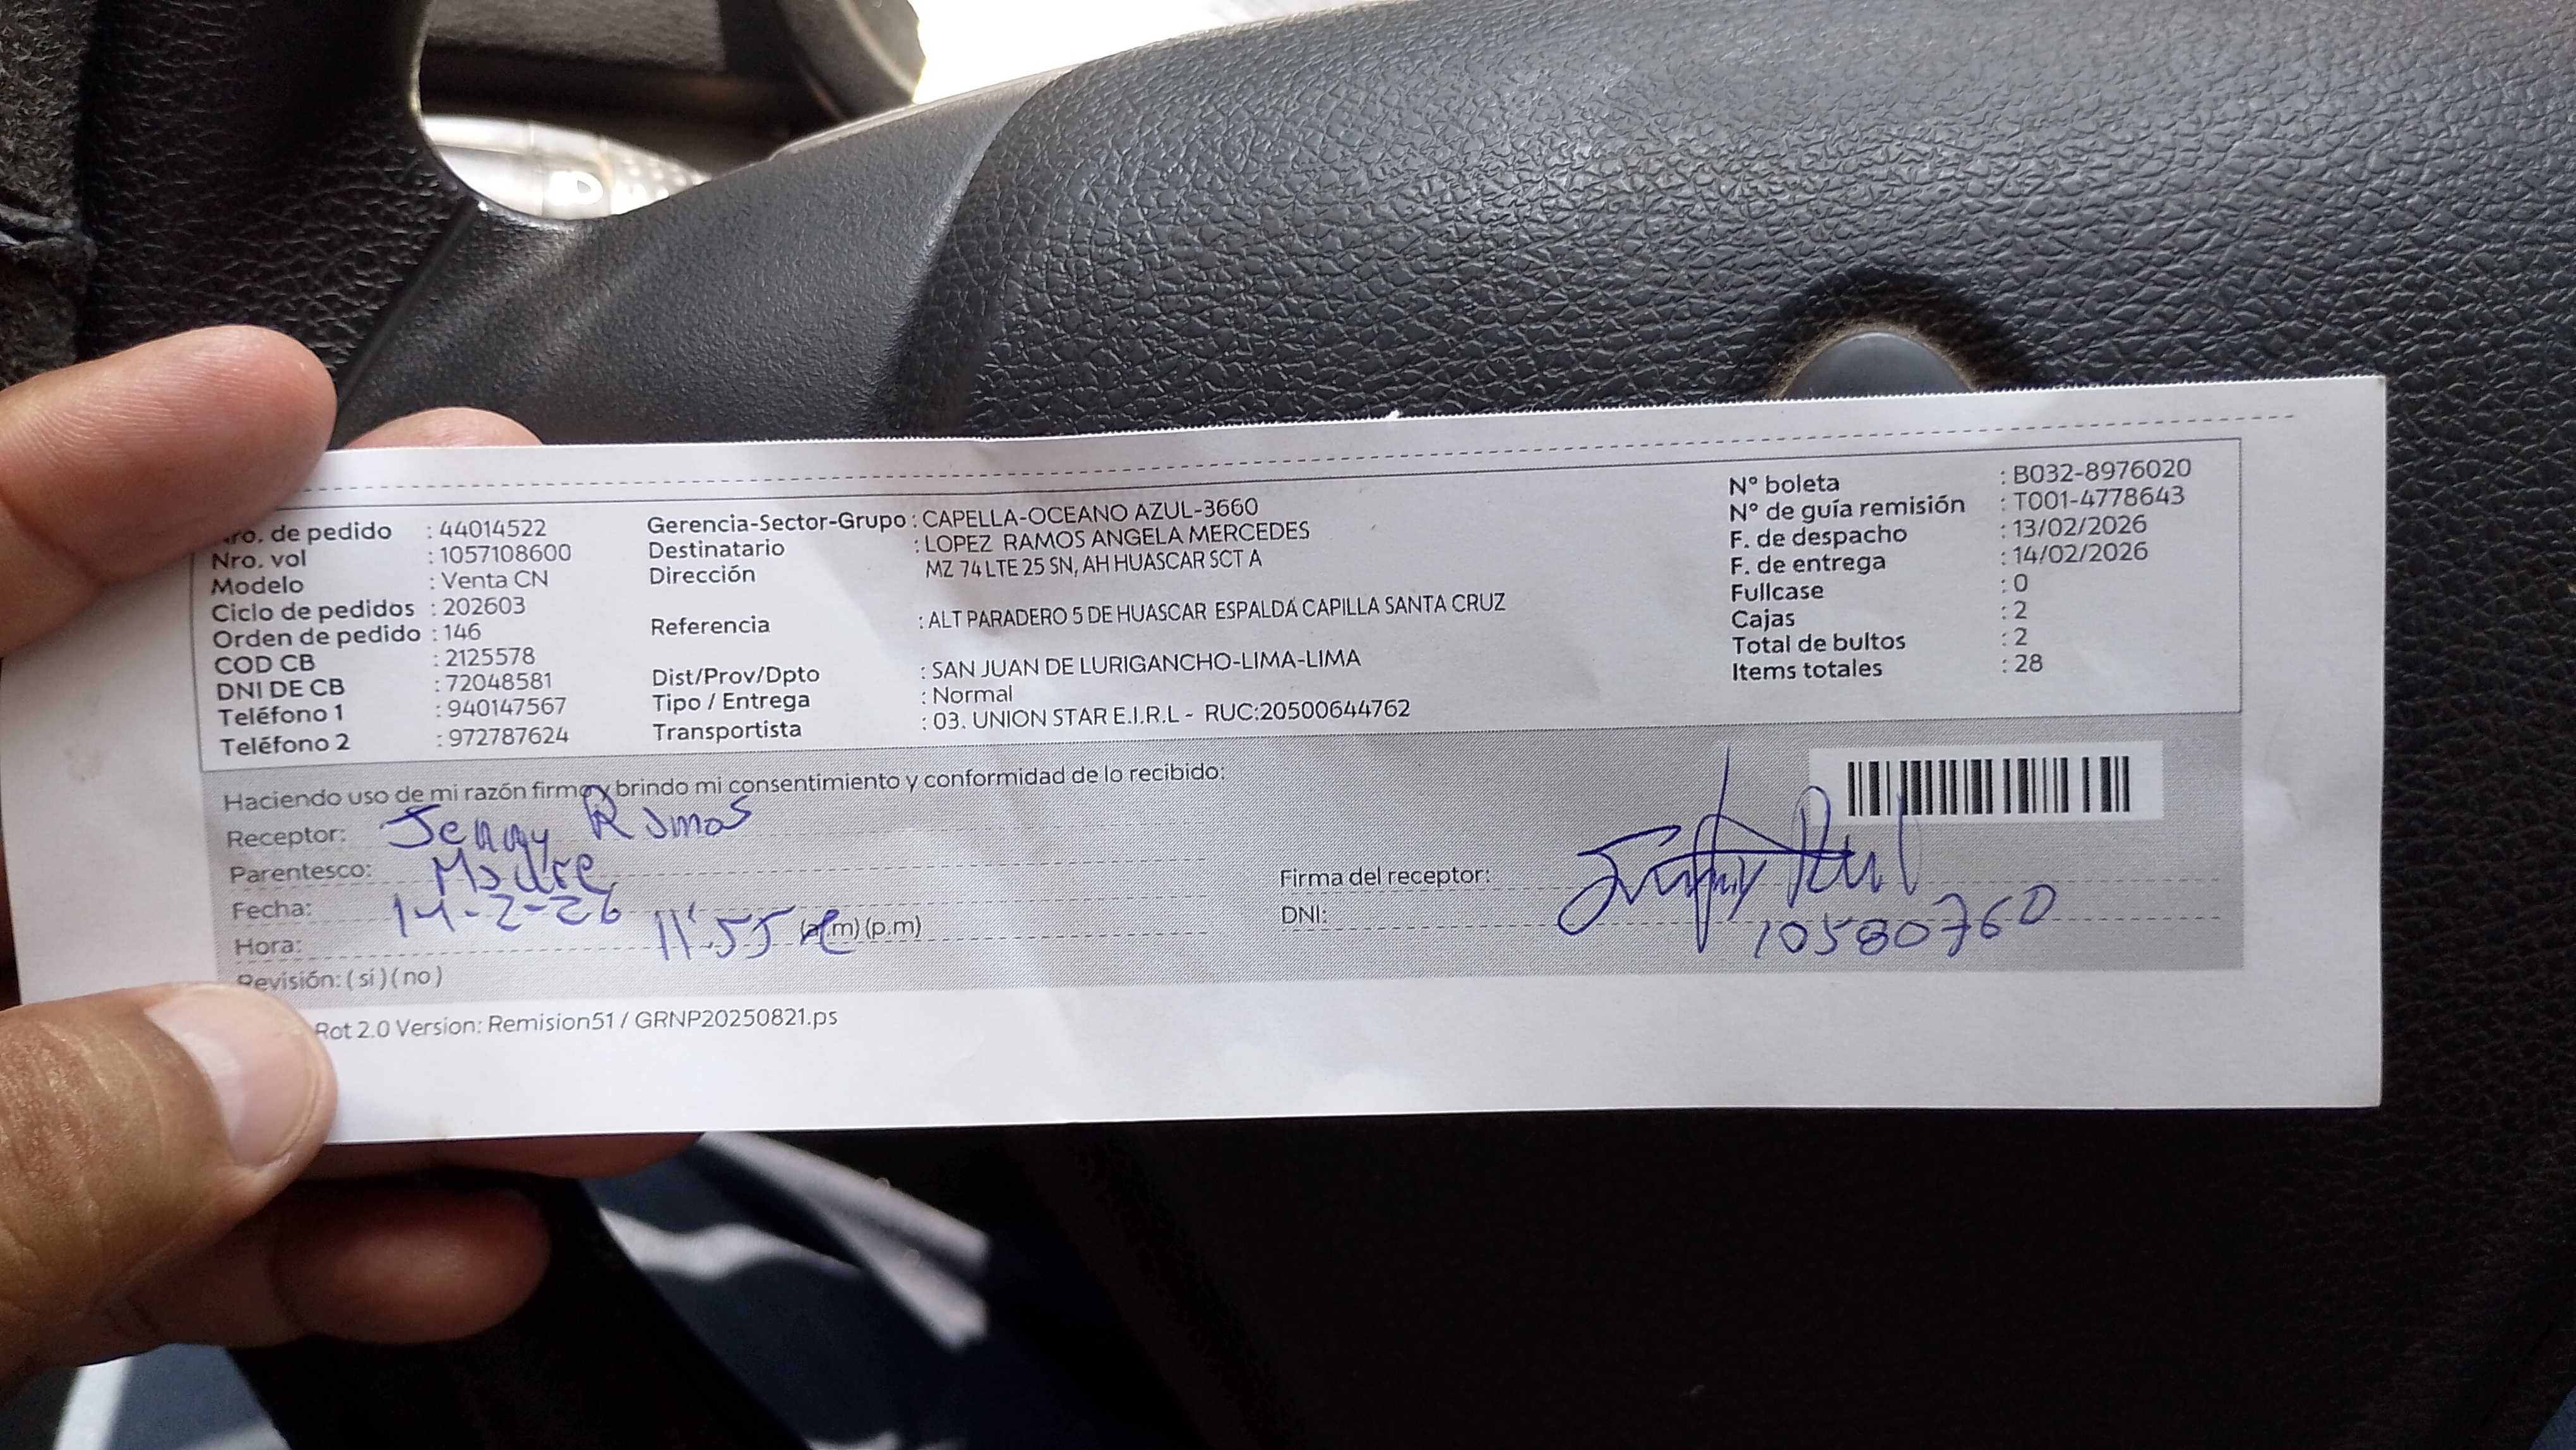 Nro. de pedido : 44014522
Nro. vol : 1057108600
Modelo : Venta CN
Ciclo de pedidos : 202603
Orden de pedido : 146
COD CB : 2125578
DNI DE CB : 72048581
Teléfono 1 : 940147567
Teléfono 2 : 972787624
Gerencia-Sector-Grupo : CAPELLA-OCEANO AZUL-3660
Destinatario : LOPEZ RAMOS ANGELA MERCEDES
Dirección MZ 74 LTE 25 SN, AH HUASCAR SCT A
Referencia : ALT PARADERO 5 DE HUASCAR ESPALDA CAPILLA SANTA CRUZ
Dist/Prov/Dpto : SAN JUAN DE LURIGANCHO-LIMA-LIMA
Tipo / Entrega : Normal
Transportista : 03. UNION STAR E.I.R.L - RUC:20500644762
N° boleta : B032-8976020
N° de guía remisión : T001-4778643
F. de despacho : 13/02/2026
F. de entrega : 14/02/2026
Fullcase : 0
Cajas : 2
Total de bultos : 2
Items totales : 28
Haciendo uso de mi razón firmo y brindo mi consentimiento y conformidad de lo recibido:
Receptor: Jenny Ramos
Parentesco: Madre
Fecha: 14-2-26
Hora: 11:55 (a.m) (p.m)
Revisión: ( si ) ( no )
Firma del receptor:
DNI: 10580760
Rot 2.0 Version: Remision51 / GRNP20250821.ps